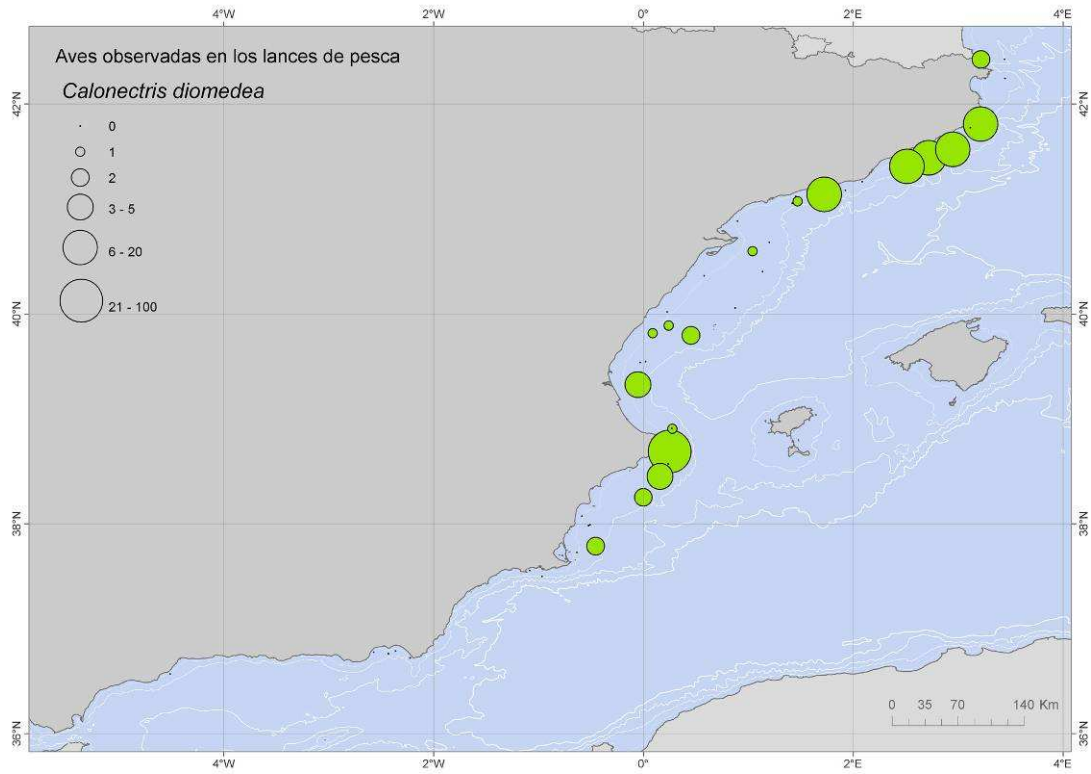 4°W 2°W 0° 2°E 4°E
Aves observadas en los lances de pesca
Calonectris diomedea
0
1
2
3 - 5
6 - 20
21 - 100
42°N 42°N
40°N 40°N
38°N 38°N
36°N 36°N
0 35 70 140 Km
4°W 2°W 0° 2°E 4°E